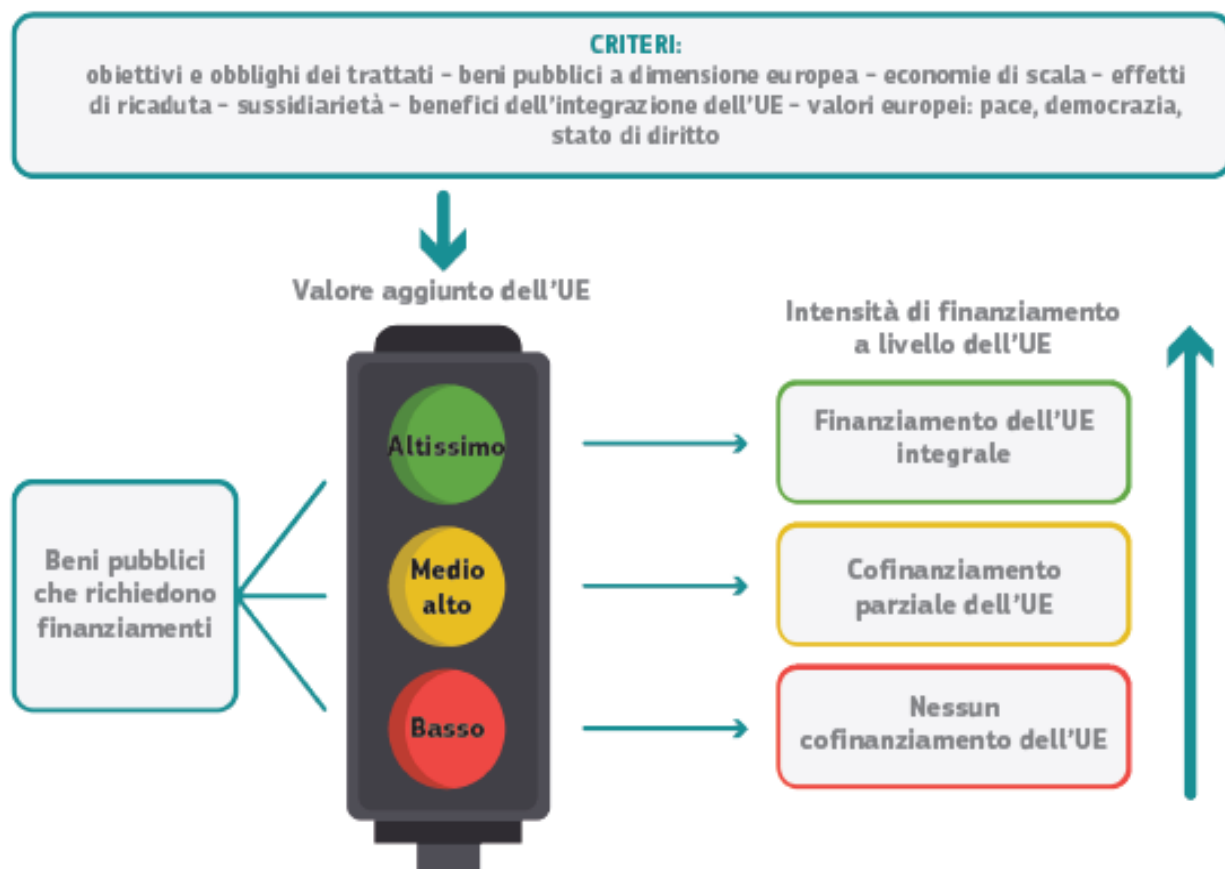 CRITERI:
obiettivi e obblighi dei trattati – beni pubblici a dimensione europea – economie di scala – effetti
di ricaduta – sussidiarietà – benefici dell'integrazione dell'UE – valori europei: pace, democrazia,
stato di diritto
Valore aggiunto dell'UE
Intensità di finanziamento
a livello dell'UE
Beni pubblici
che richiedono
finanziamenti
Altissimo
Finanziamento dell'UE
integrale
Medio
alto
Cofinanziamento
parziale dell'UE
Basso
Nessun
cofinanziamento dell'UE